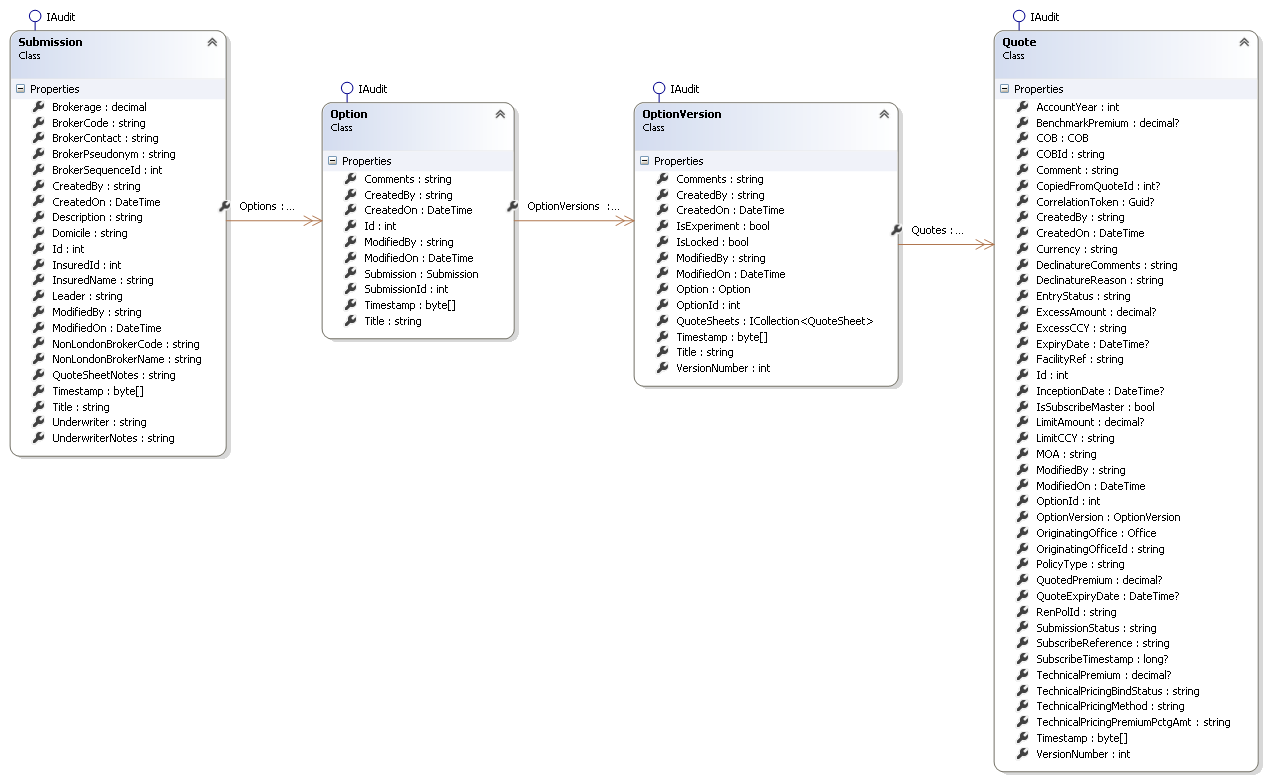 IAudit
Submission
Class
Properties
Brokerage : decimal
BrokerCode : string
BrokerContact : string
BrokerPseudonym : string
BrokerSequenceId : int
CreatedBy : string
CreatedOn : DateTime
Description : string
Domicile : string
Id : int
InsuredId : int
InsuredName : string
Leader : string
ModifiedBy : string
ModifiedOn : DateTime
NonLondonBrokerCode : string
NonLondonBrokerName : string
QuoteSheetNotes : string
Timestamp : byte[]
Title : string
Underwriter : string
UnderwriterNotes : string
Options :...
IAudit
Option
Class
Properties
Comments : string
CreatedBy : string
CreatedOn : DateTime
Id : int
ModifiedBy : string
ModifiedOn : DateTime
Submission : Submission
SubmissionId : int
Timestamp : byte[]
Title : string
OptionVersions :...
IAudit
OptionVersion
Class
Properties
Comments : string
CreatedBy : string
CreatedOn : DateTime
IsExperiment : bool
IsLocked : bool
ModifiedBy : string
ModifiedOn : DateTime
Option : Option
OptionId : int
QuoteSheets : ICollection<QuoteSheet>
Timestamp : byte[]
Title : string
VersionNumber : int
Quotes :...
IAudit
Quote
Class
Properties
AccountYear : int
BenchmarkPremium : decimal?
COB : COB
COBId : string
Comment : string
CopiedFromQuoteId : int?
CorrelationToken : Guid?
CreatedBy : string
CreatedOn : DateTime
Currency : string
DeclinatureComments : string
DeclinatureReason : string
EntryStatus : string
ExcessAmount : decimal?
ExcessCCY : string
ExpiryDate : DateTime?
FacilityRef : string
Id : int
InceptionDate : DateTime?
IsSubscribeMaster : bool
LimitAmount : decimal?
LimitCCY : string
MOA : string
ModifiedBy : string
ModifiedOn : DateTime
OptionId : int
OptionVersion : OptionVersion
OriginatingOffice : Office
OriginatingOfficeId : string
PolicyType : string
QuotedPremium : decimal?
QuoteExpiryDate : DateTime?
RenPolId : string
SubmissionStatus : string
SubscribeReference : string
SubscribeTimestamp : long?
TechnicalPremium : decimal?
TechnicalPricingBindStatus : string
TechnicalPricingMethod : string
TechnicalPricingPremiumPctgAmt : string
Timestamp : byte[]
VersionNumber : int